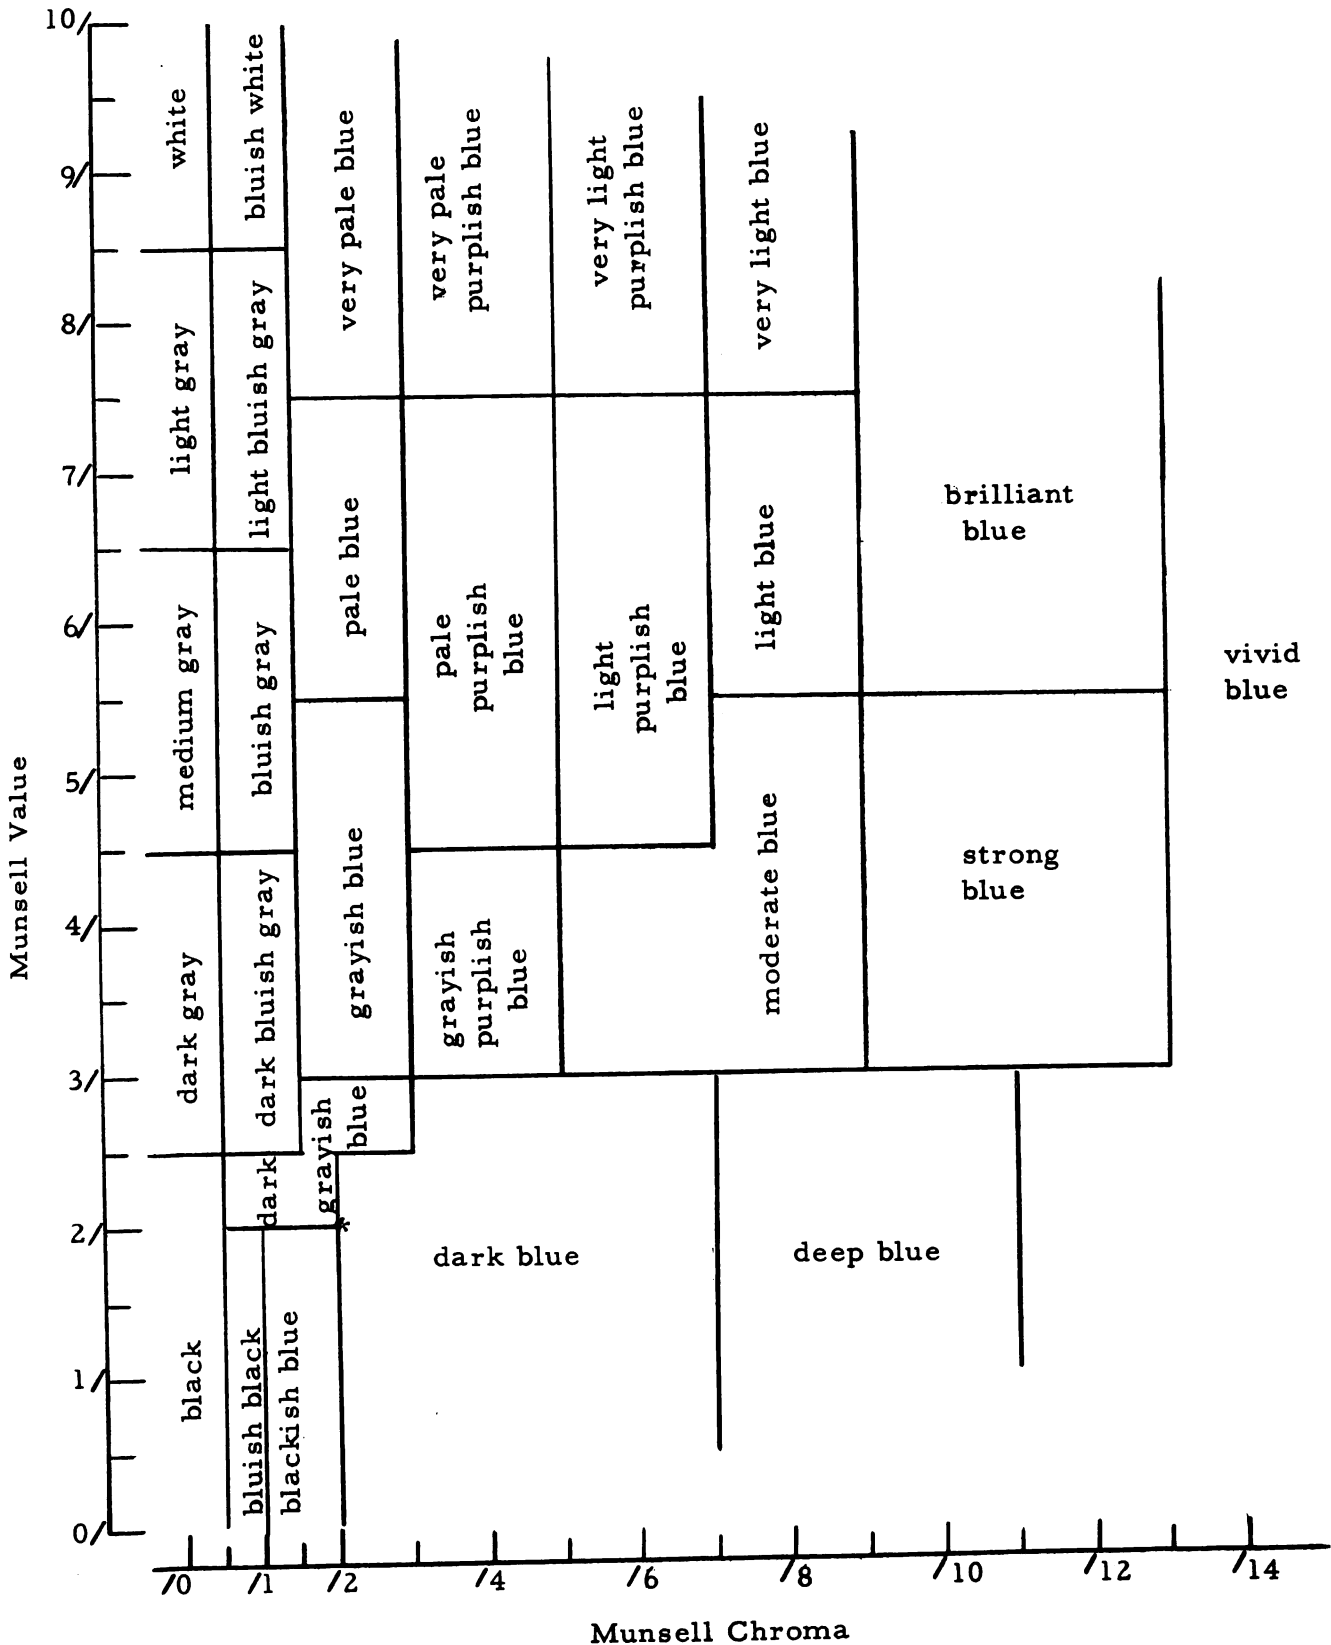 10/
9/
8/
7/
6/
5/
4/
3/
2/
1/
0/
Munsell Value
white
bluish white
very pale blue
very pale
purplish blue
very light
purplish blue
very light blue
light gray
light bluish gray
pale blue
pale
purplish
blue
light
purplish
blue
light blue
brilliant
blue
vivid
blue
medium gray
bluish gray
grayish blue
grayish
purplish
blue
moderate blue
strong
blue
dark gray
dark bluish gray
dark grayish
blue
*
dark blue
deep blue
black
bluish black
blackish blue
/0 /1 /2 /4 /6 /8 /10 /12 /14
Munsell Chroma